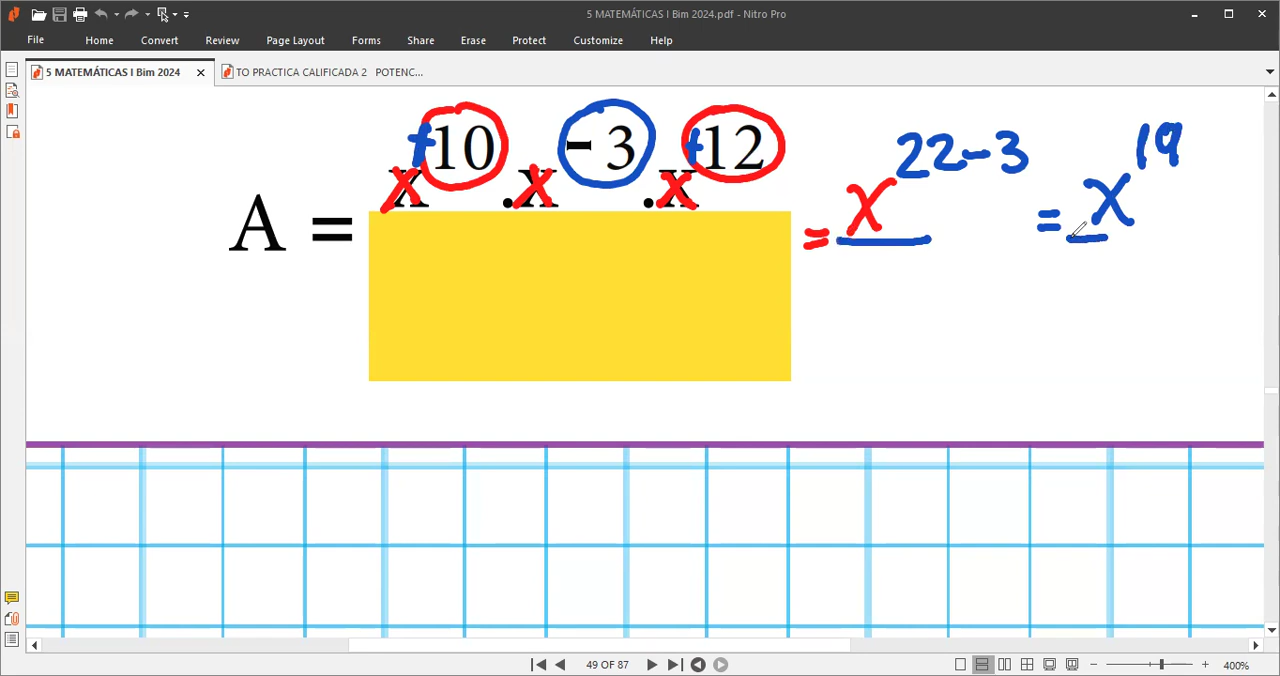 5 MATEMÁTICAS I Bim 2024.pdf - Nitro Pro
File Home Convert Review Page Layout Forms Share Erase Protect Customize Help
5 MATEMÁTICAS I Bim 2024 TO PRACTICA CALIFICADA 2 POTENC...
A = x^{+10} . x^{-3} . x^{+12} = x^{22-3} = x^{19}
49 OF 87
400%